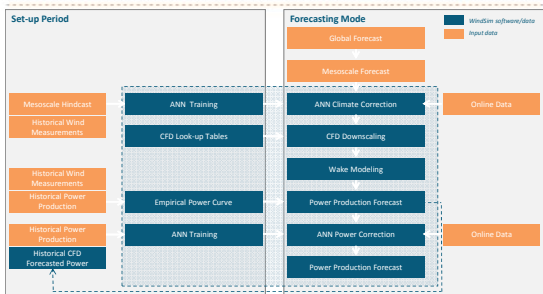 Set-up Period
Forecasting Mode
WindSim software/data
Input data
Global Forecast
Mesoscale Forecast
Mesoscale Hindcast
ANN Training
ANN Climate Correction
Online Data
Historical Wind
Measurements
CFD Look-up Tables
CFD Downscaling
Wake Modeling
Historical Wind
Measurements
Historical Power
Production
Empirical Power Curve
Power Production Forecast
Historical Power
Production
ANN Training
ANN Power Correction
Online Data
Historical CFD
Forecasted Power
Power Production Forecast